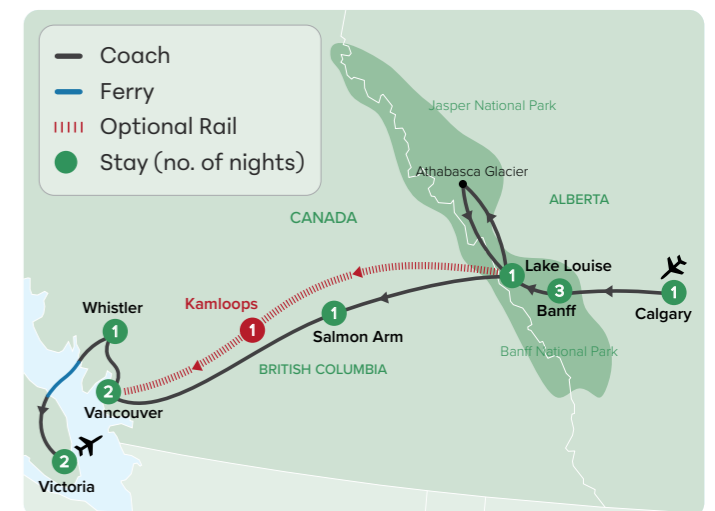 Coach
Ferry
Optional Rail
Stay (no. of nights)
Jasper National Park
Athabasca Glacier
ALBERTA
CANADA
Lake Louise
1
3
1
Banff
Calgary
Kamloops
1
1
Salmon Arm
Whistler
1
Banff National Park
BRITISH COLUMBIA
2
Vancouver
2
Victoria